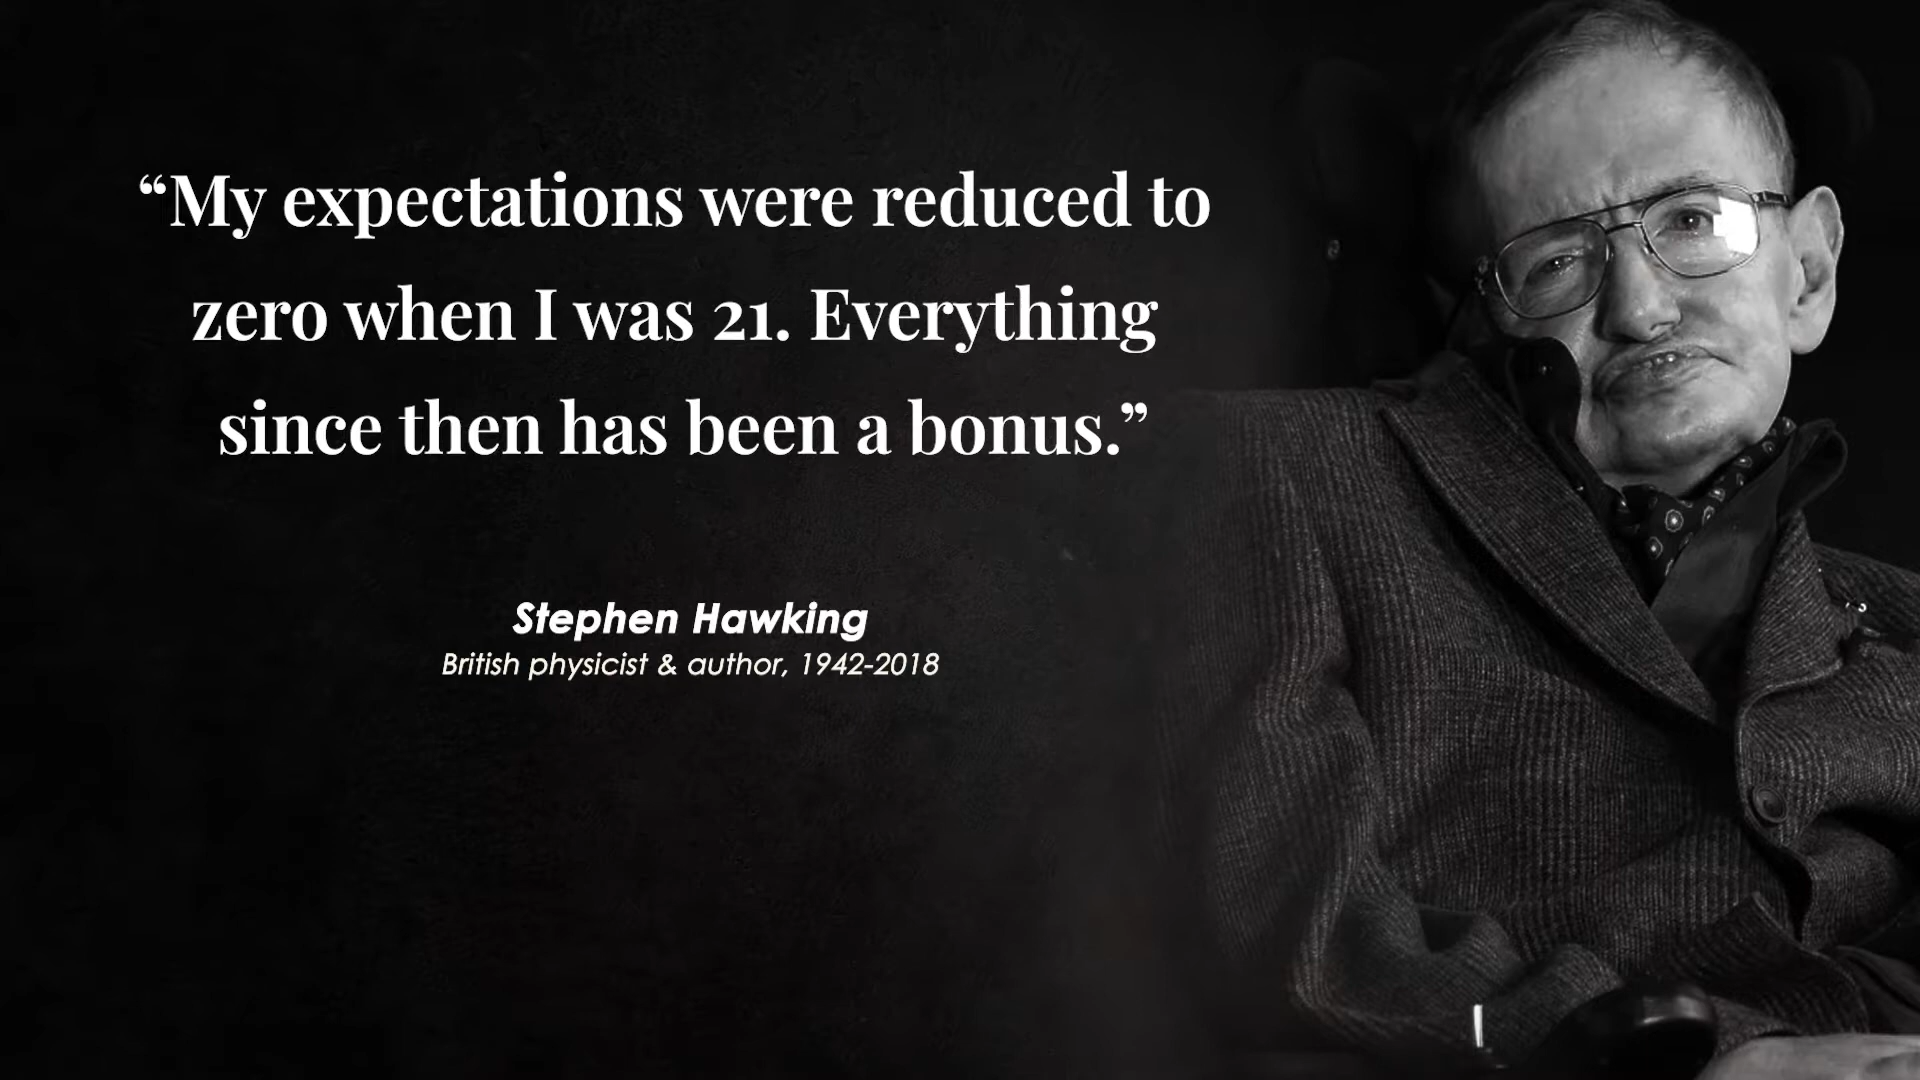 “My expectations were reduced to
zero when I was 21. Everything
since then has been a bonus.”
Stephen Hawking
British physicist & author, 1942-2018